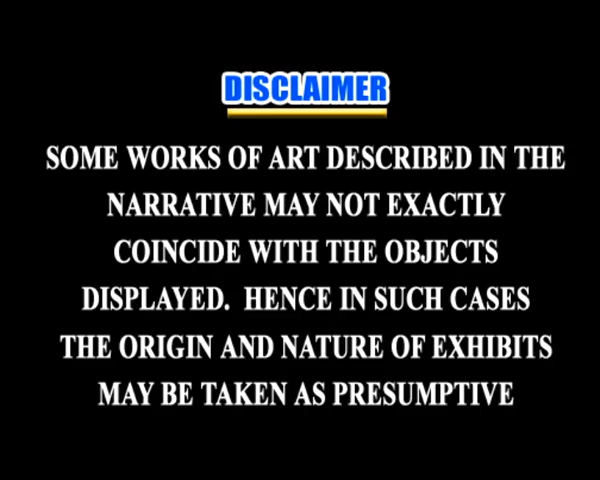 DISCLAIMER
SOME WORKS OF ART DESCRIBED IN THE
NARRATIVE MAY NOT EXACTLY
COINCIDE WITH THE OBJECTS
DISPLAYED.  HENCE IN SUCH CASES
THE ORIGIN AND NATURE OF EXHIBITS
MAY BE TAKEN AS PRESUMPTIVE